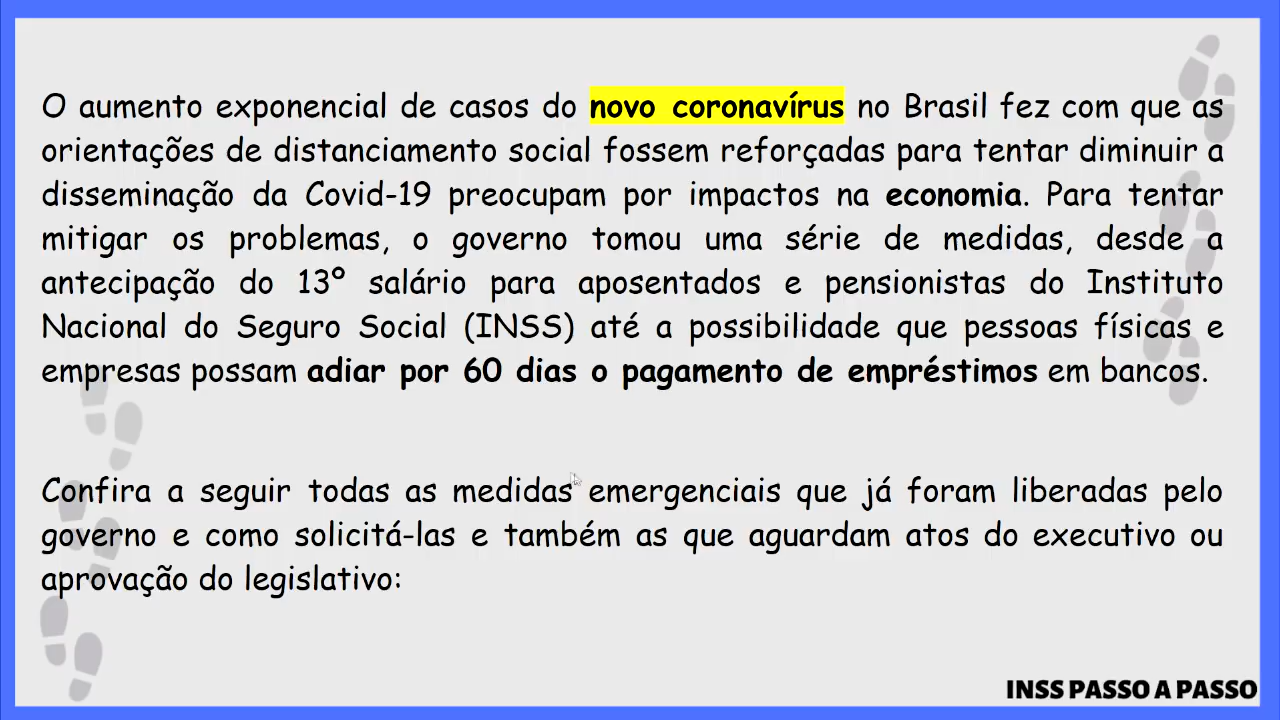 O aumento exponencial de casos do novo coronavírus no Brasil fez com que as
orientações de distanciamento social fossem reforçadas para tentar diminuir a
disseminação da Covid-19 preocupam por impactos na economia. Para tentar
mitigar os problemas, o governo tomou uma série de medidas, desde a
antecipação do 13º salário para aposentados e pensionistas do Instituto
Nacional do Seguro Social (INSS) até a possibilidade que pessoas físicas e
empresas possam adiar por 60 dias o pagamento de empréstimos em bancos.
Confira a seguir todas as medidas emergenciais que já foram liberadas pelo
governo e como solicitá-las e também as que aguardam atos do executivo ou
aprovação do legislativo:
INSS PASSO A PASSO